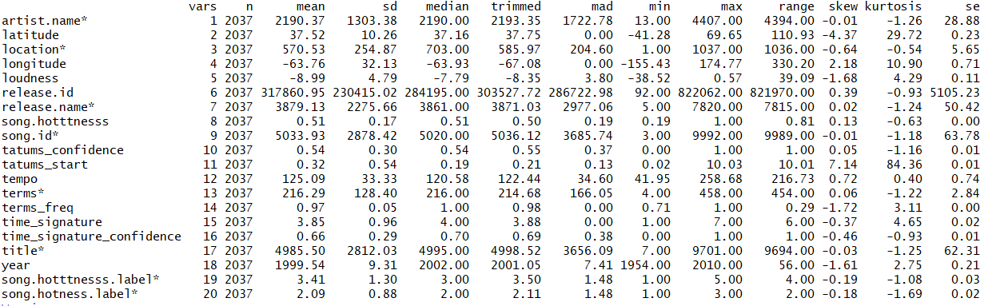 vars n mean sd median trimmed mad min max range skew kurtosis se
artist.name* 1 2037 2190.37 1303.38 2190.00 2193.35 1722.78 13.00 4407.00 4394.00 -0.01 -1.26 28.88
latitude 2 2037 37.52 10.26 37.16 37.75 0.00 -41.28 69.65 110.93 -4.37 29.72 0.23
location* 3 2037 570.53 254.87 703.00 585.97 204.60 1.00 1037.00 1036.00 -0.64 -0.54 5.65
longitude 4 2037 -63.76 32.13 -63.93 -67.08 0.00 -155.43 174.77 330.20 2.18 10.90 0.71
loudness 5 2037 -8.99 4.79 -7.79 -8.35 3.80 -38.52 0.57 39.09 -1.68 4.29 0.11
release.id 6 2037 317860.95 230415.02 284195.00 303527.72 286722.98 92.00 822062.00 821970.00 0.39 -0.93 5105.23
release.name* 7 2037 3879.13 2275.66 3861.00 3871.03 2977.06 5.00 7820.00 7815.00 0.02 -1.24 50.42
song.hotttnesss 8 2037 0.51 0.17 0.51 0.50 0.19 0.19 1.00 0.81 0.13 -0.63 0.00
song.id* 9 2037 5033.93 2878.42 5020.00 5036.12 3685.74 3.00 9992.00 9989.00 -0.01 -1.18 63.78
tatums_confidence 10 2037 0.54 0.30 0.54 0.55 0.37 0.00 1.00 1.00 0.05 -1.16 0.01
tatums_start 11 2037 0.32 0.54 0.19 0.21 0.13 0.02 10.03 10.01 7.14 84.36 0.01
tempo 12 2037 125.09 33.33 120.58 122.44 34.60 41.95 258.68 216.73 0.72 0.40 0.74
terms* 13 2037 216.29 128.40 216.00 214.68 166.05 4.00 458.00 454.00 0.06 -1.22 2.84
terms_freq 14 2037 0.97 0.05 1.00 0.98 0.00 0.71 1.00 0.29 -1.72 3.11 0.00
time_signature 15 2037 3.85 0.96 4.00 3.88 0.00 1.00 7.00 6.00 -0.37 4.65 0.02
time_signature_confidence 16 2037 0.66 0.29 0.70 0.69 0.38 0.00 1.00 1.00 -0.46 -0.93 0.01
title* 17 2037 4985.50 2812.03 4995.00 4998.52 3656.09 7.00 9701.00 9694.00 -0.03 -1.25 62.31
year 18 2037 1999.54 9.31 2002.00 2001.05 7.41 1954.00 2010.00 56.00 -1.61 2.75 0.21
song.hotttnesss.label* 19 2037 3.41 1.30 3.00 3.50 1.48 1.00 5.00 4.00 -0.19 -1.08 0.03
song.hotness.label* 20 2037 2.09 0.88 2.00 2.11 1.48 1.00 3.00 2.00 -0.18 -1.69 0.02